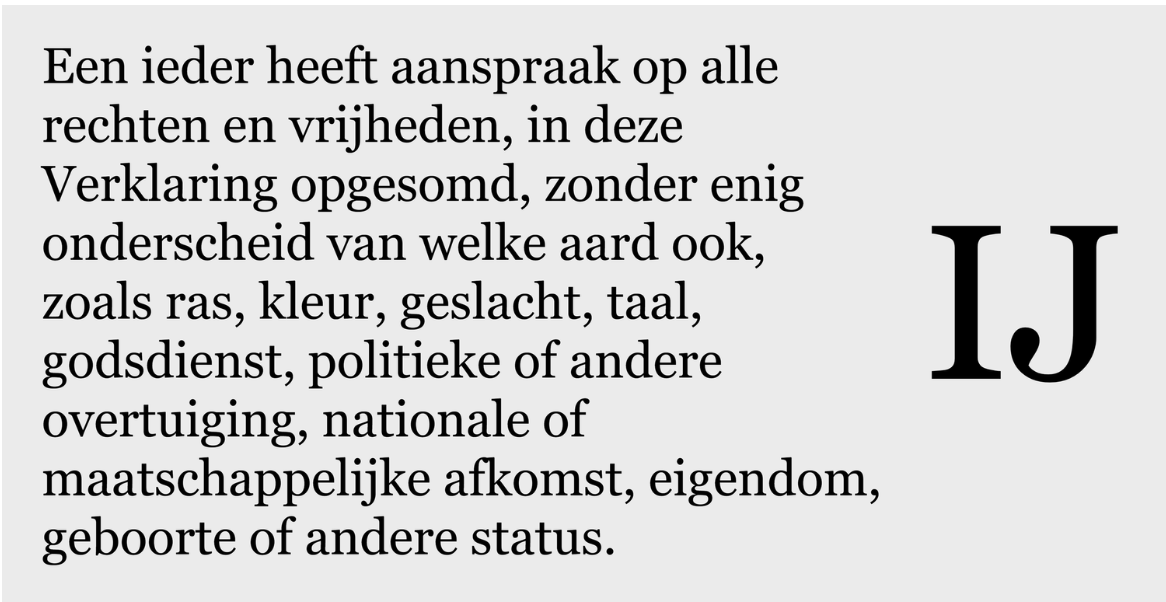 Een ieder heeft aanspraak op alle
rechten en vrijheden, in deze
Verklaring opgesomd, zonder enig
onderscheid van welke aard ook,
zoals ras, kleur, geslacht, taal,
godsdienst, politieke of andere
overtuiging, nationale of
maatschappelijke afkomst, eigendom,
geboorte of andere status.
IJ